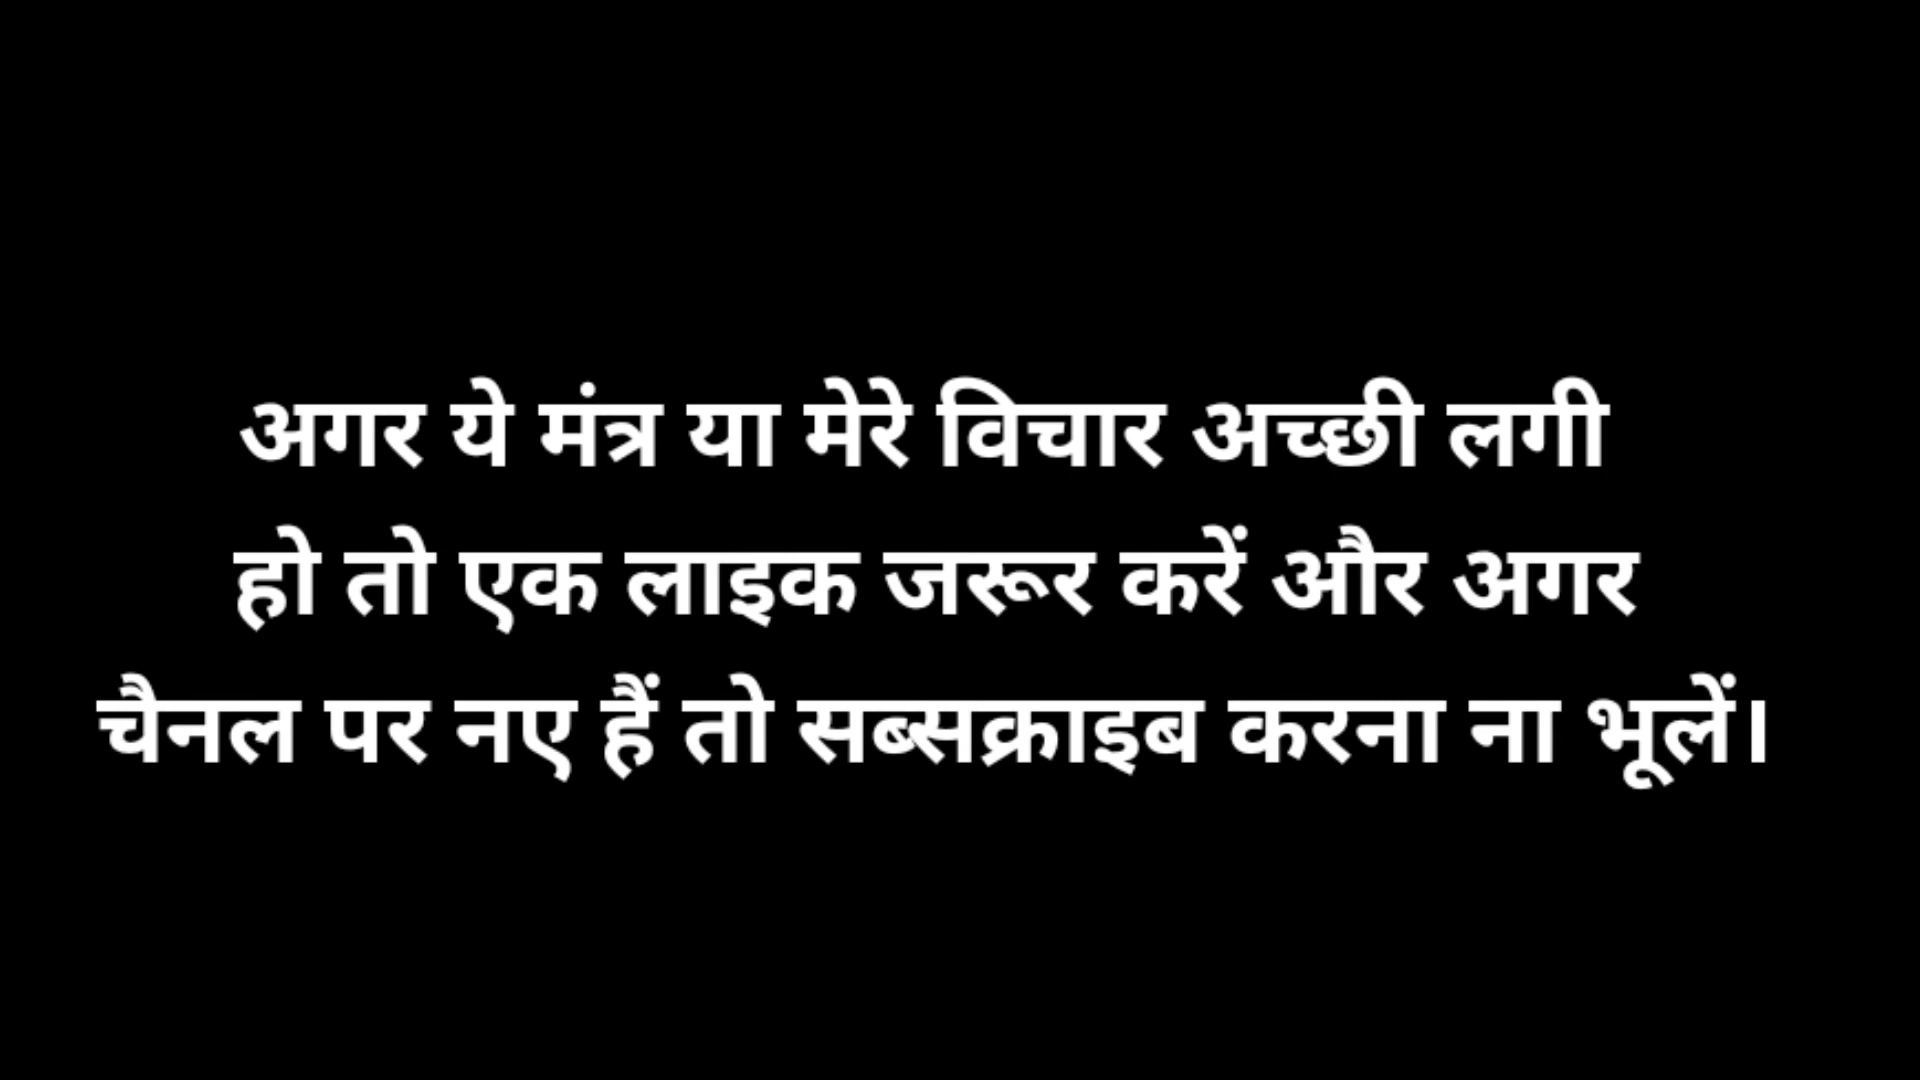 अगर ये मंत्र या मेरे विचार अच्छी लगी
हो तो एक लाइक जरूर करें और अगर
चैनल पर नए हैं तो सब्सक्राइब करना ना भूलें।